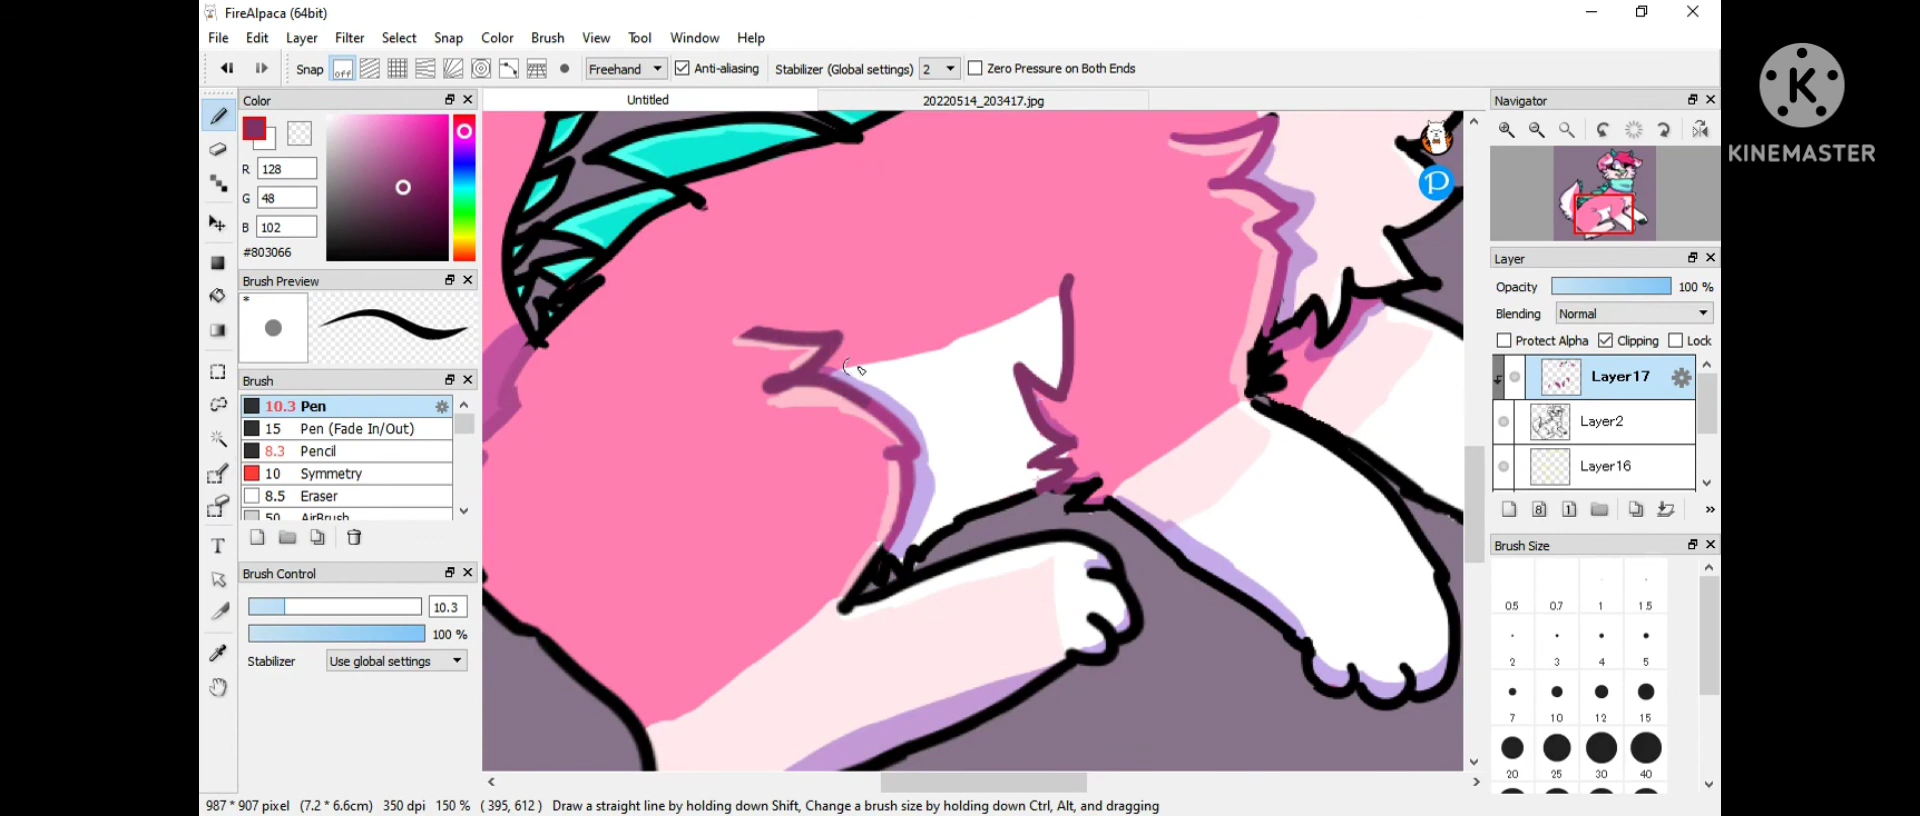 FireAlpaca (64bit)
File Edit Layer Filter Select Snap Color Brush View Tool Window Help
Snap off Freehand Anti-aliasing Stabilizer (Global settings) 2 Zero Pressure on Both Ends
Color
Untitled
20220514_203417.jpg
Navigator
KINEMASTER
R 128
G 48
B 102
#803066
Brush Preview
*
Layer
Opacity 100 %
Blending Normal
Protect Alpha Clipping Lock
Layer17
Layer2
Layer16
Brush
10.3 Pen
15 Pen (Fade In/Out)
8.3 Pencil
10 Symmetry
8.5 Eraser
50 AirBrush
8 1
Brush Control
10.3
100 %
Stabilizer Use global settings
T
Brush Size
0.5 0.7 1 1.5
2 3 4 5
7 10 12 15
20 25 30 40
987 * 907 pixel (7.2 * 6.6cm) 350 dpi 150 % ( 395, 612 ) Draw a straight line by holding down Shift, Change a brush size by holding down Ctrl, Alt, and dragging